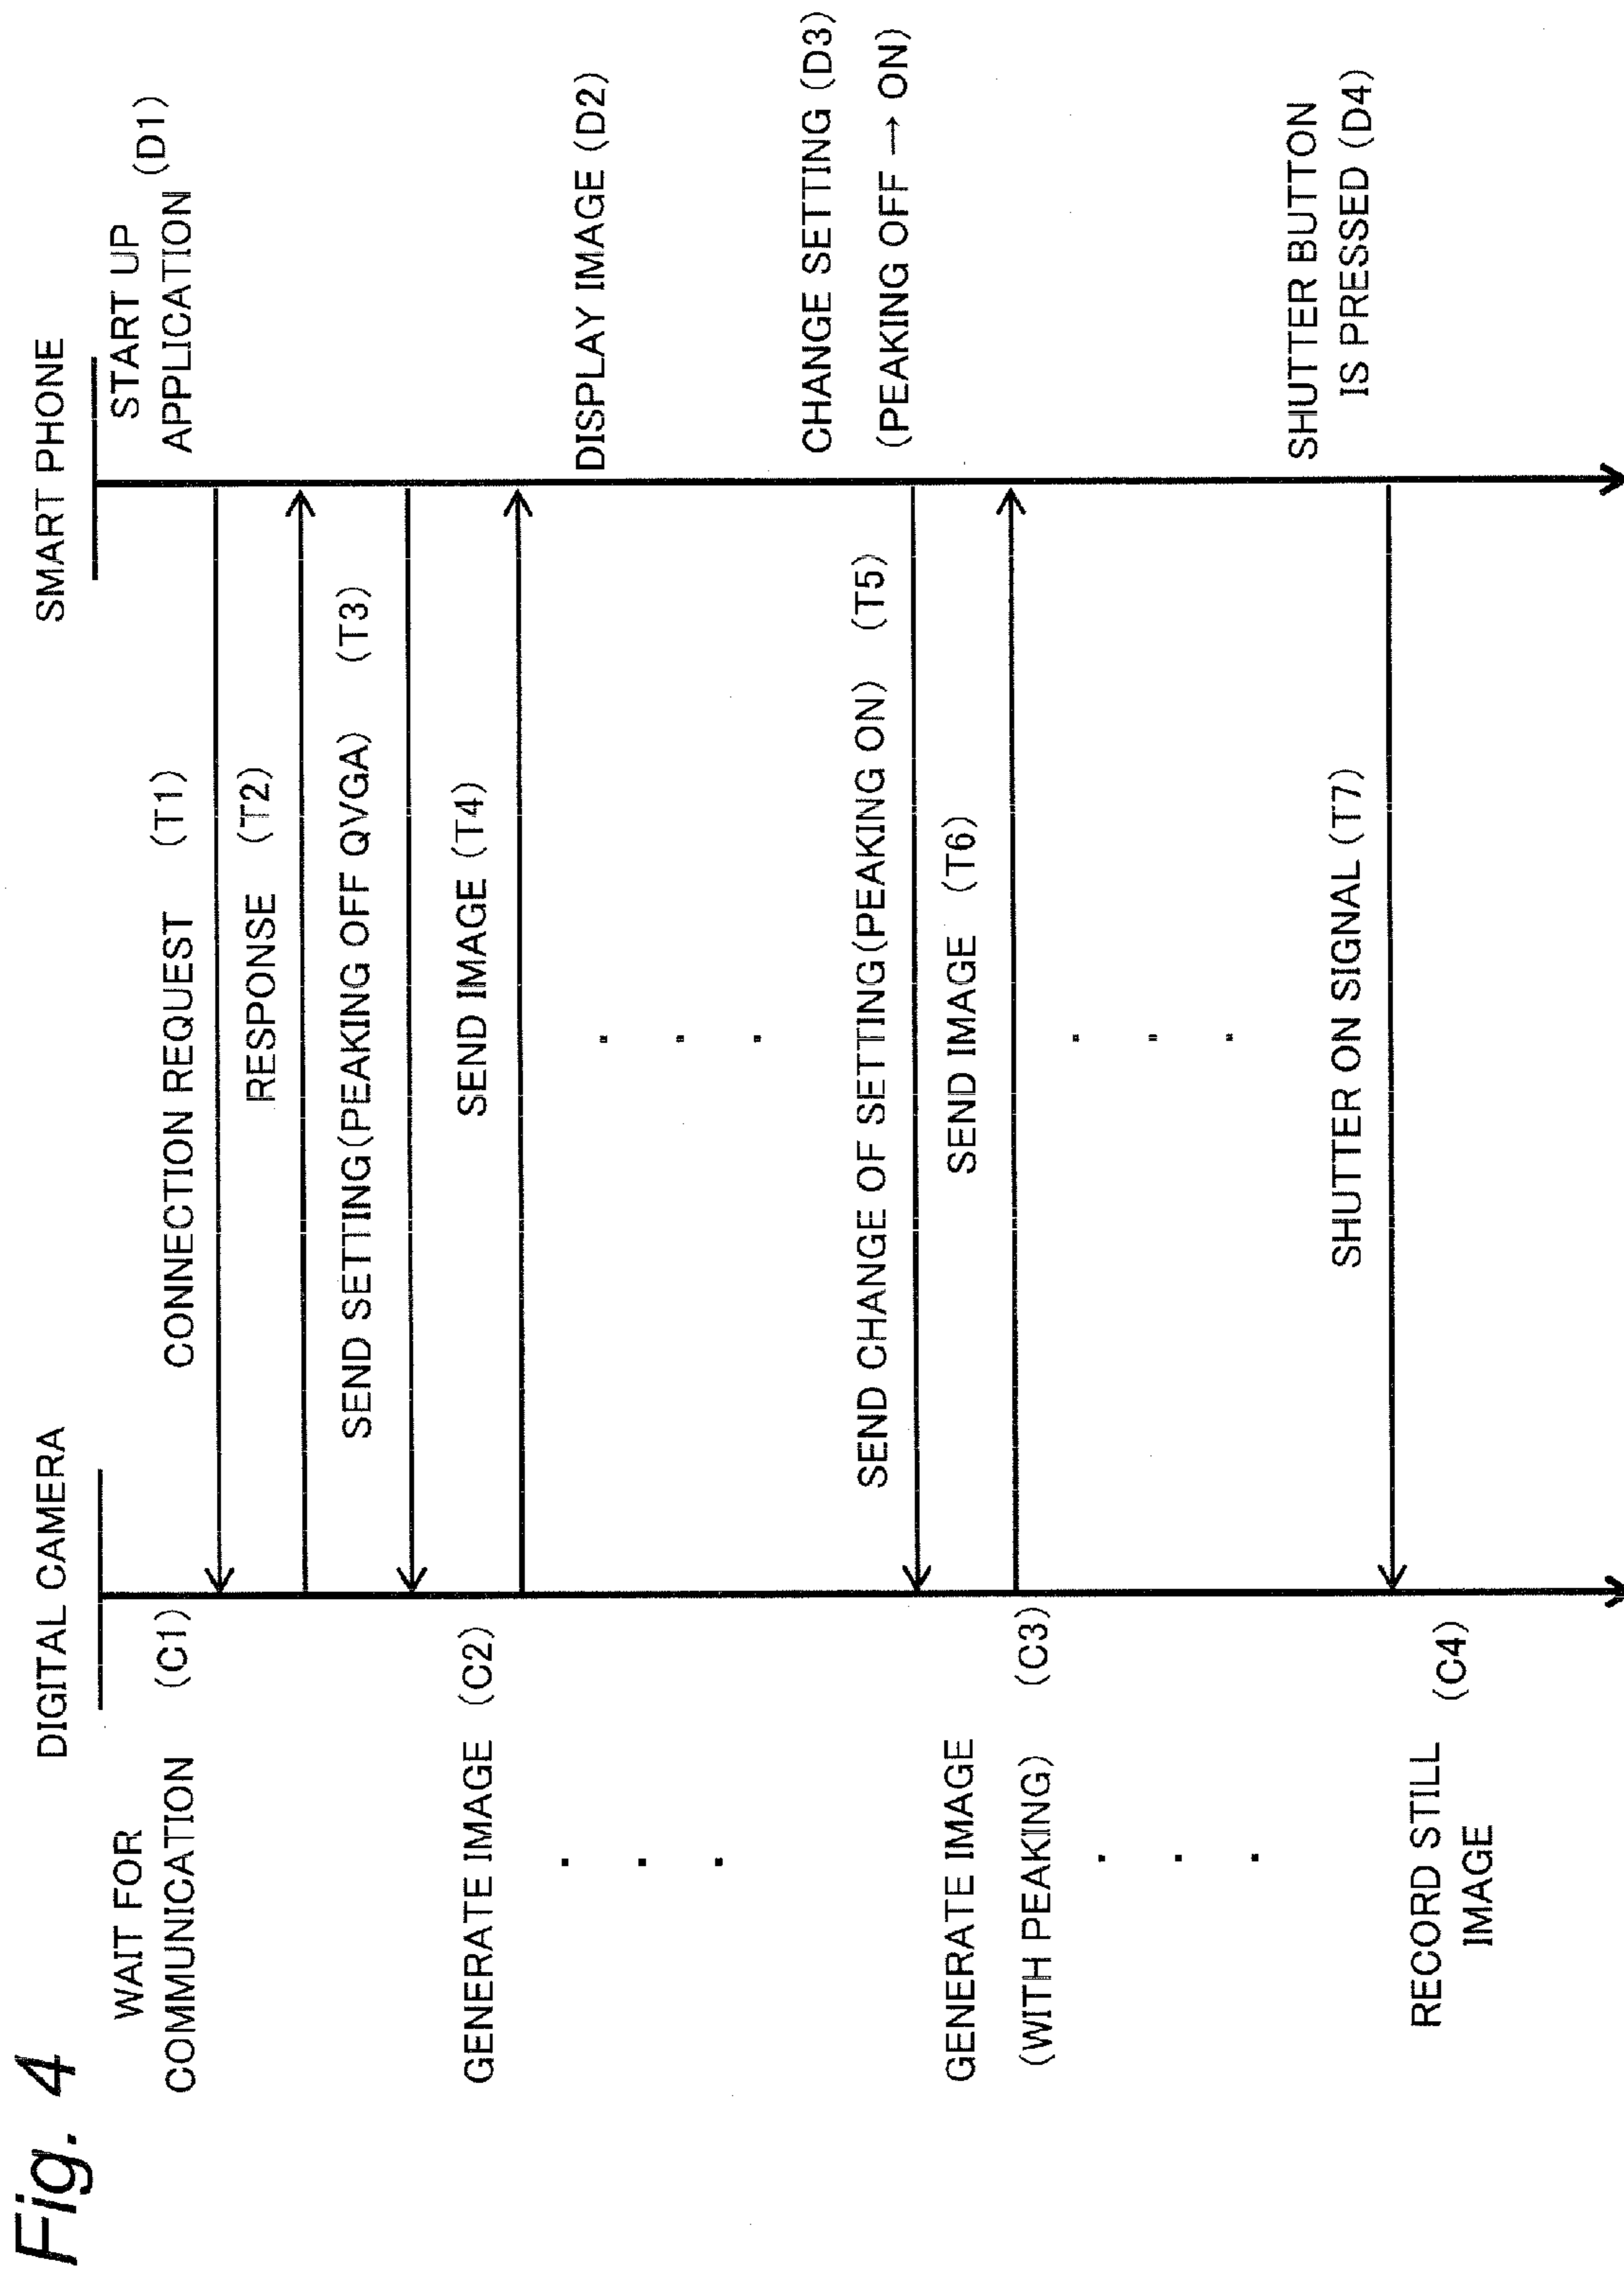 Fig. 4
DIGITAL CAMERA
SMART PHONE
WAIT FOR
COMMUNICATION (C1)
START UP
APPLICATION (D1)
CONNECTION REQUEST (T1)
RESPONSE (T2)
SEND SETTING(PEAKING OFF QVGA) (T3)
GENERATE IMAGE (C2)
SEND IMAGE (T4)
DISPLAY IMAGE (D2)
CHANGE SETTING (D3)
(PEAKING OFF → ON)
SEND CHANGE OF SETTING(PEAKING ON) (T5)
GENERATE IMAGE
(WITH PEAKING) (C3)
SEND IMAGE (T6)
SHUTTER BUTTON
IS PRESSED (D4)
SHUTTER ON SIGNAL (T7)
RECORD STILL
IMAGE (C4)